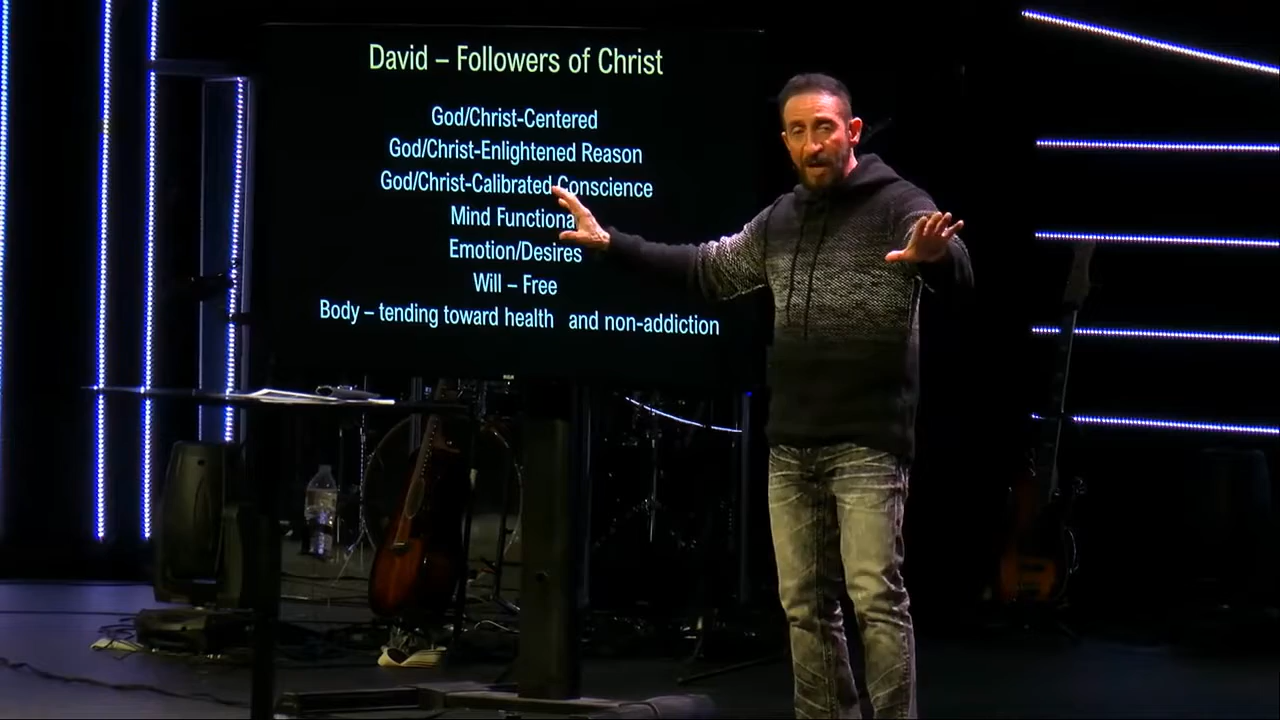 David – Followers of Christ
God/Christ-Centered
God/Christ-Enlightened Reason
God/Christ-Calibrated Conscience
Mind Functiona
Emotion/Desires
Will – Free
Body – tending toward health and non-addiction